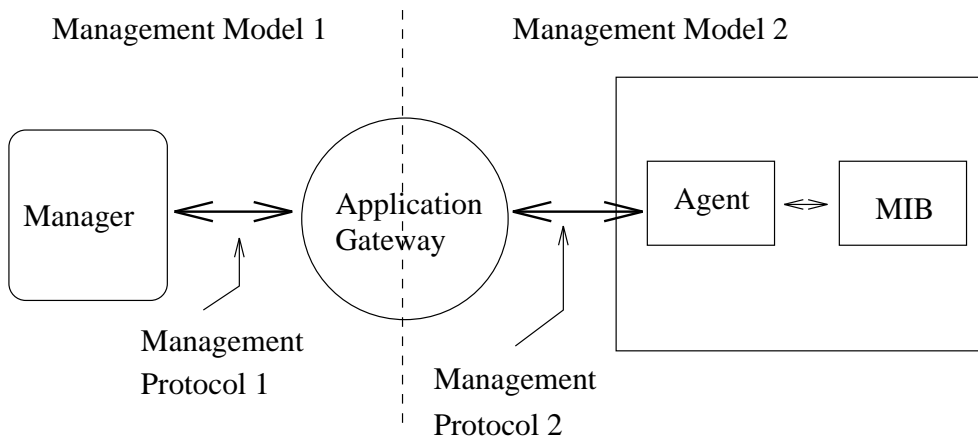 Management Model 1
Management Model 2
Manager
Application
Gateway
Agent
MIB
Management
Protocol 1
Management
Protocol 2